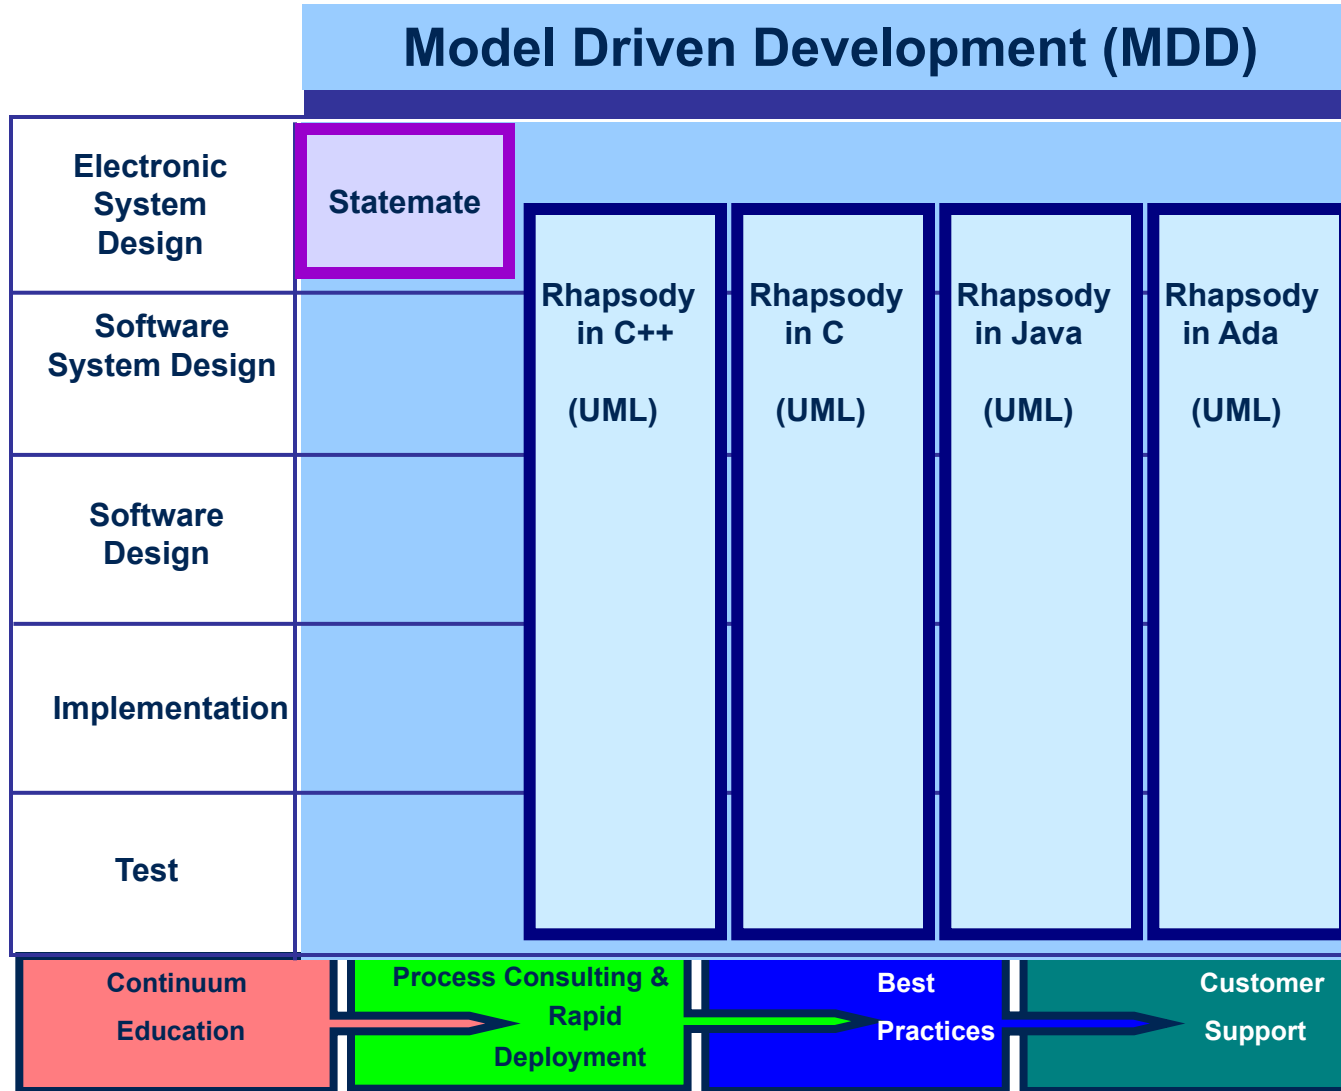 Model Driven Development (MDD)
Electronic
System
Design
Statemate
Software
System Design
Software
Design
Implementation
Test
Rhapsody
in C++
(UML)
Rhapsody
in C
(UML)
Rhapsody
in Java
(UML)
Rhapsody
in Ada
(UML)
Continuum
Education
Process Consulting &
Rapid
Deployment
Best
Practices
Customer
Support